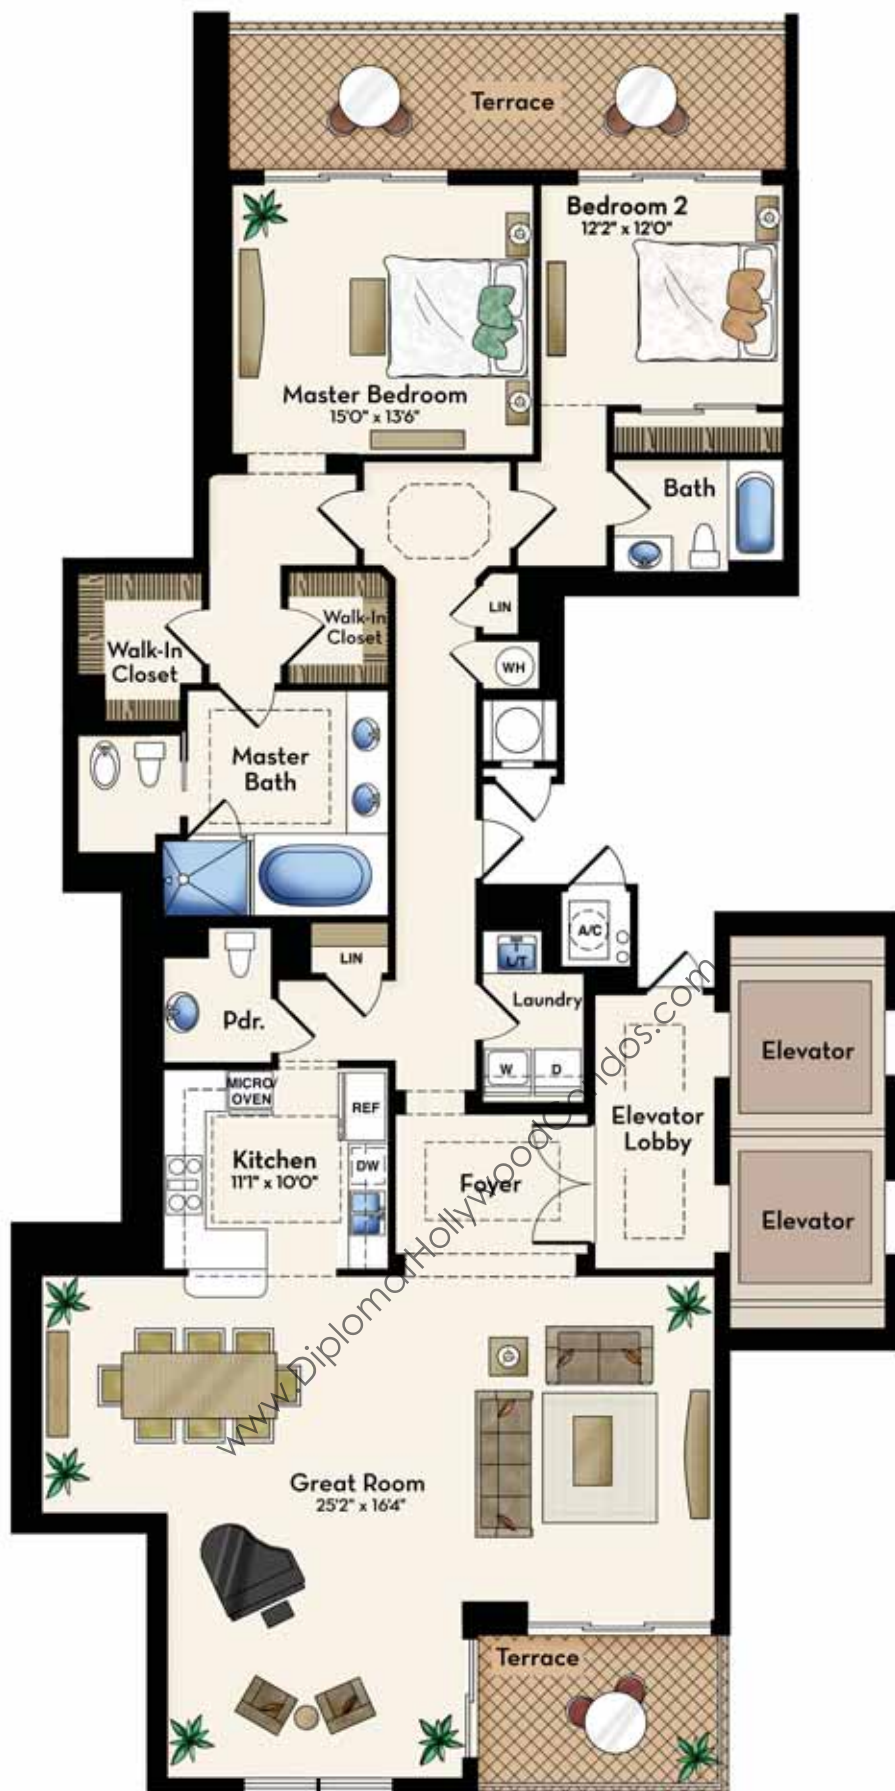 Terrace
Bedroom 2
12'2" x 12'0"
Master Bedroom
15'0" x 13'6"
Bath
LIN
Walk-In
Closet
Walk-In
Closet
WH
Master
Bath
A/C
LIN
L/T
Laundry
Pdr.
W
D
Elevator
MICRO/
OVEN
REF
Elevator
Lobby
Kitchen
11'1" x 10'0"
DW
Foyer
Elevator
www.DiplomatHollywoodCondos.com
Great Room
25'2" x 16'4"
Terrace